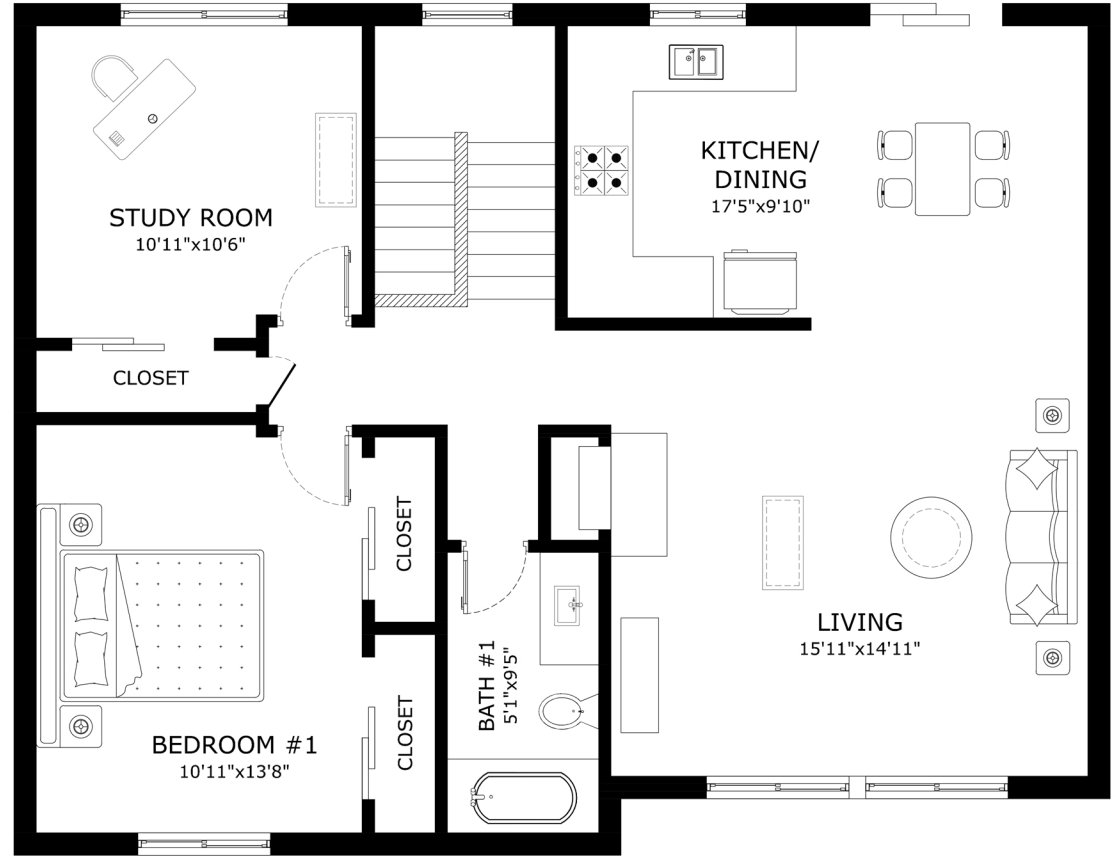 KITCHEN/
DINING
17'5"x9'10"
STUDY ROOM
10'11"x10'6"
CLOSET
CLOSET
LIVING
15'11"x14'11"
BATH #1
5'1"x9'5"
CLOSET
BEDROOM #1
10'11"x13'8"